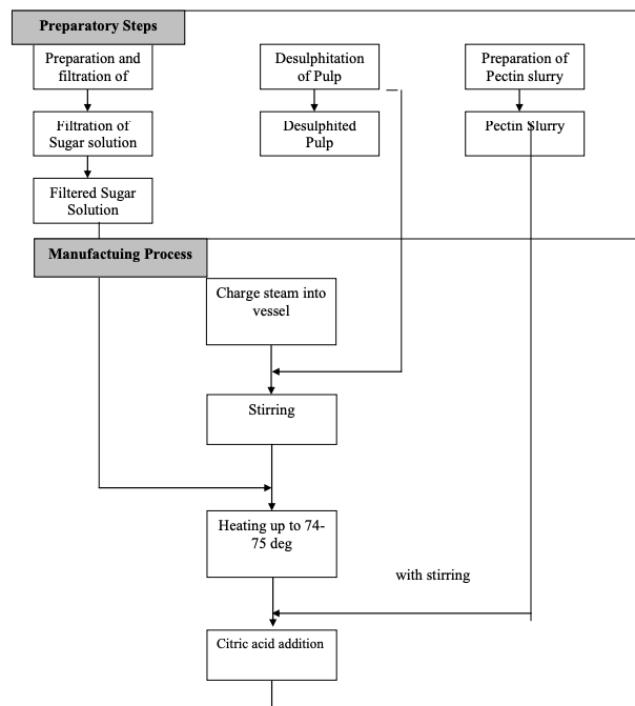 Preparatory Steps
Preparation and
filtration of
Desulphitation
of Pulp
Preparation of
Pectin slurry
Filtration of
Sugar solution
Desulphited
Pulp
Pectin Slurry
Filtered Sugar
Solution
Manufactuing Process
Charge steam into
vessel
Stirring
Heating up to 74-
75 deg
with stirring
Citric acid addition